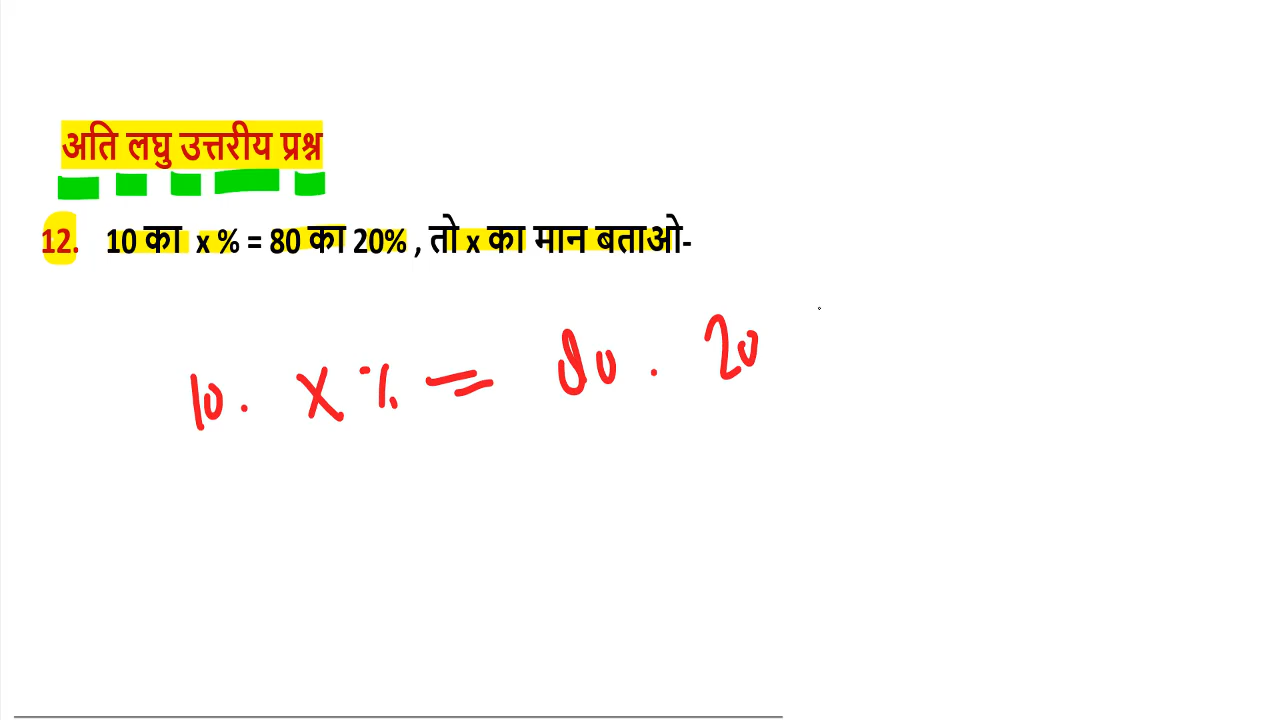 अति लघु उत्तरीय प्रश्न
12. 10 का x % = 80 का 20% , तो x का मान बताओ-
10 . x % = 80 . 20